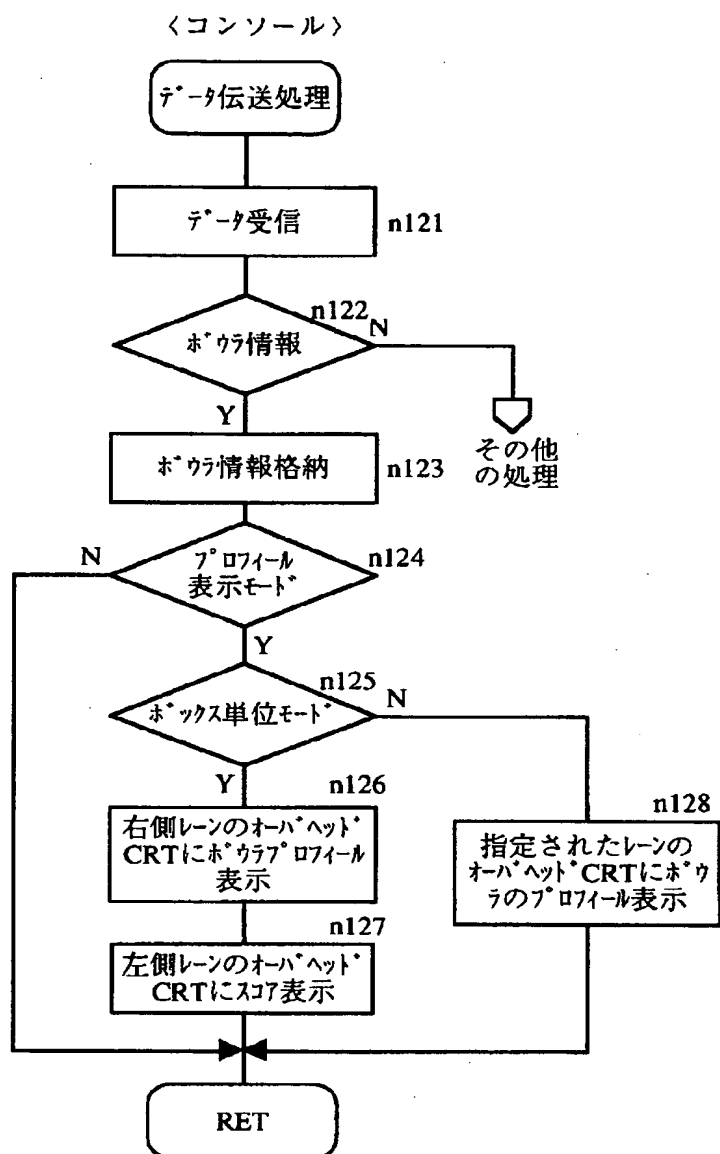 〈コンソール〉
データ伝送処理
データ受信
n121
n122
ボウラ情報
N
Y
その他
の処理
ボウラ情報格納
n123
N
プロフィール
表示モード
n124
Y
n125
ボックス単位モード
N
Y
n126
右側レーンのオーバヘッド
CRTにボウラプロフィール
表示
n128
指定されたレーンの
オーバヘッドCRTにボウ
ラのプロフィール表示
n127
左側レーンのオーバヘッド
CRTにスコア表示
RET